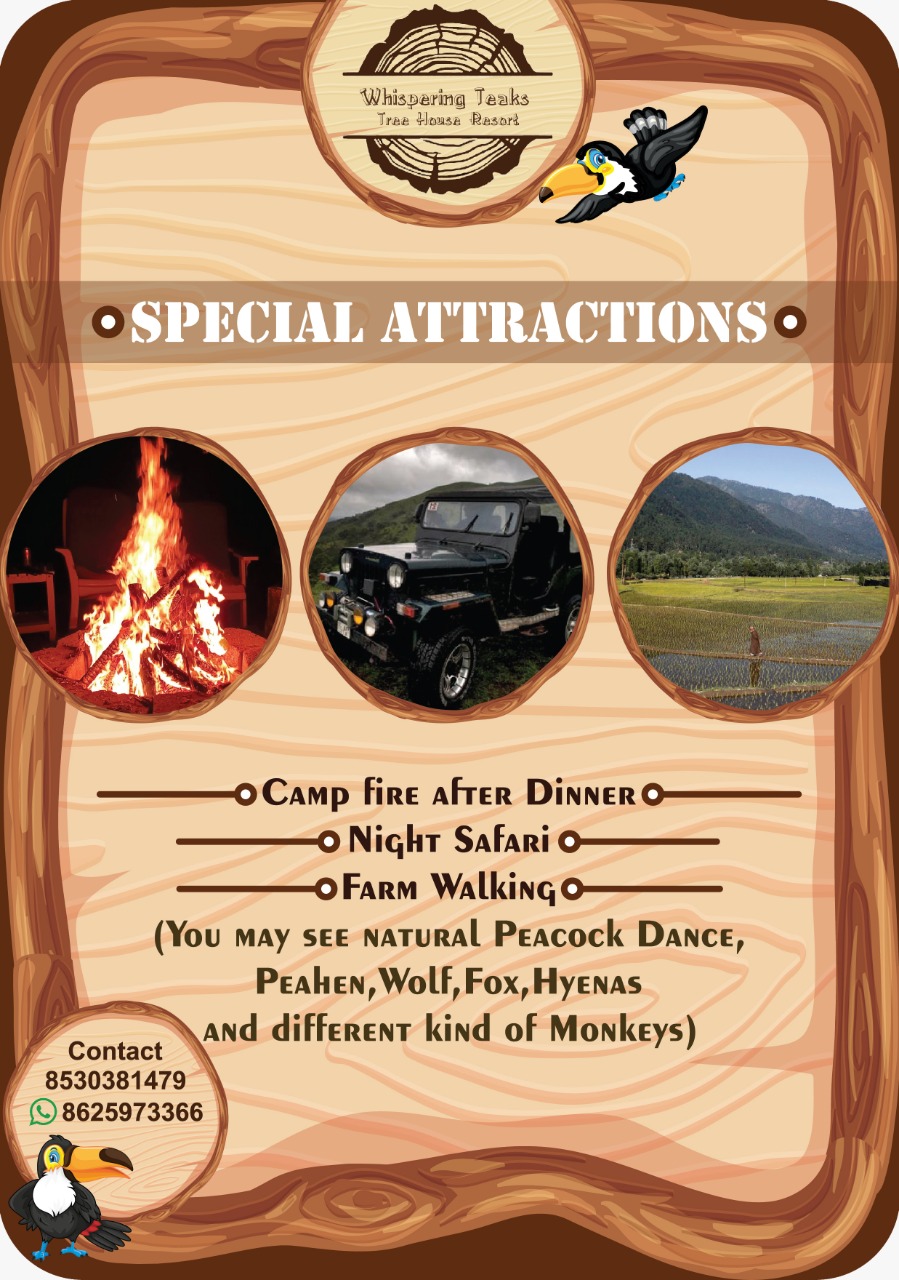 Whispering Teaks
Tree House Resort
SPECIAL ATTRACTIONS
Camp fire after Dinner
Night Safari
Farm Walking
(You may see natural Peacock Dance,
Peahen,Wolf,Fox,Hyenas
and different kind of Monkeys)
Contact
8530381479
8625973366